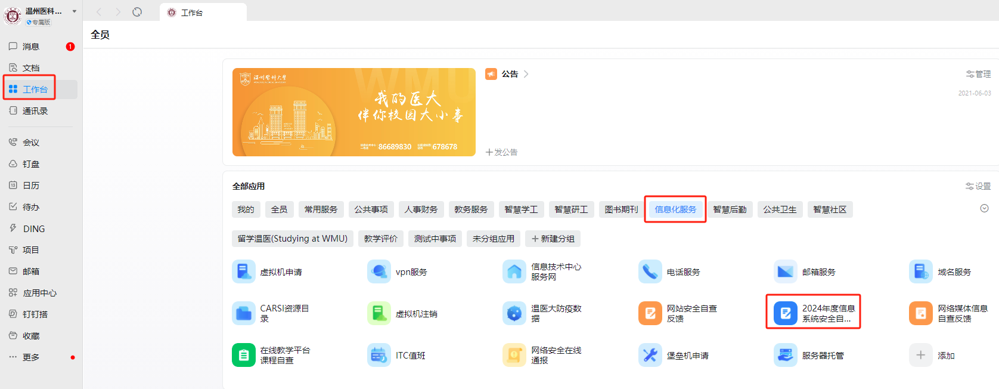 温州医科...
专属版
工作台
全员
消息
1
文档
工作台
通讯录
会议
钉盘
13
日历
待办
DING
项目
邮箱
应用中心
钉钉搭
收藏
更多
温州医科大学
WMU
我的医大
伴你校园大小事
86689830
678678
公告
管理
2021-06-03
发公告
全部应用
设置
我的
全员
常用服务
公共事项
人事财务
教务服务
智慧学工
智慧研工
图书期刊
信息化服务
智慧后勤
公共卫生
智慧社区
留学温医(Studying at WMU)
教学评价
测试中事项
未分组应用
新建分组
虚拟机申请
vpn服务
信息技术中心
服务网
电话服务
邮箱服务
域名服务
CARSI资源目
录
虚拟机注销
温医大防疫数
据
网站安全自查
反馈
2024年度信息
系统安全自...
网络媒体信息
自查反馈
在线教学平台
课程自查
ITC值班
网络安全在线
通报
堡垒机申请
服务器托管
添加